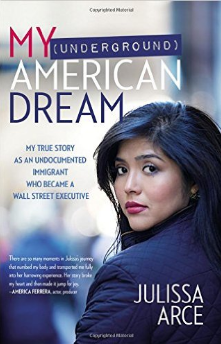 MY (UNDERGROUND)
AMERICAN
DREAM
MY TRUE STORY
AS AN UNDOCUMENTED
IMMIGRANT
WHO BECAME A
WALL STREET EXECUTIVE
There are so many moments in Julissa's journey
that numbed my body and transported me fully
into her harrowing experience. Her story broke
my heart and then made it jump for joy.
—AMERICA FERRERA, actor, producer
JULISSA
ARCE